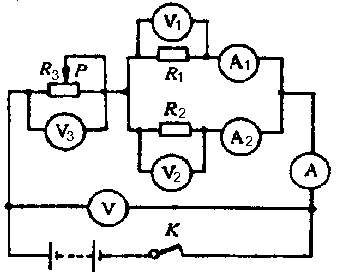 V₁
R₃ P R₁ A₁
V₃ R₂
A₂
V₂ A
V
K